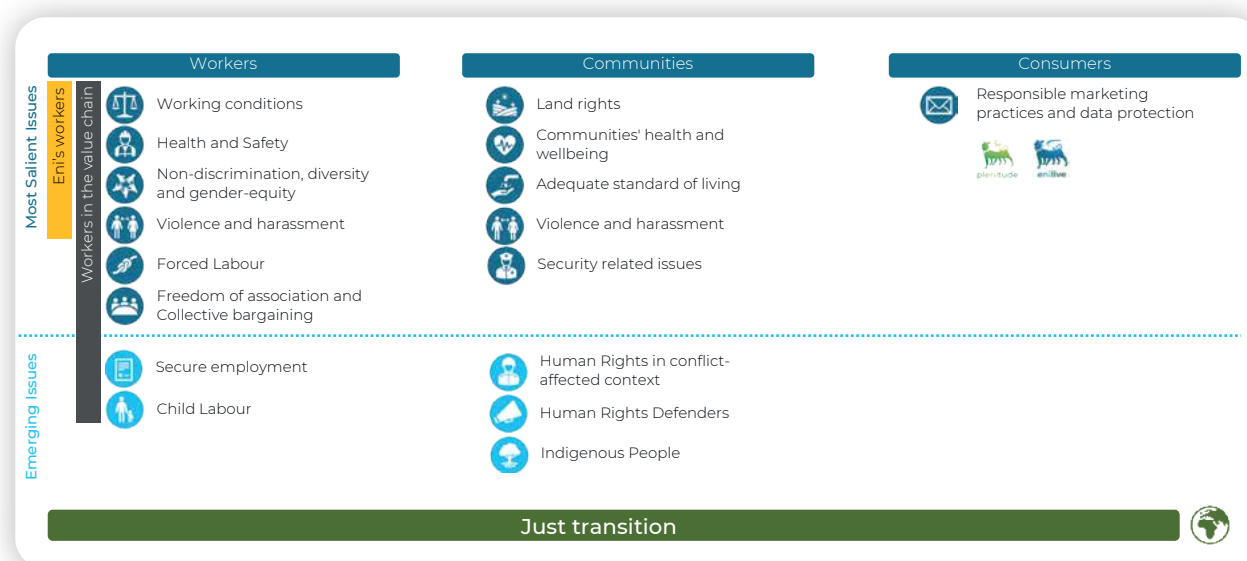 Workers
Communities
Consumers
Most Salient Issues
Eni's workers
Workers in the value chain
Working conditions
Health and Safety
Non-discrimination, diversity
and gender-equity
Violence and harassment
Forced Labour
Freedom of association and
Collective bargaining
Land rights
Communities' health and
wellbeing
Adequate standard of living
Violence and harassment
Security related issues
Responsible marketing
practices and data protection
plenitude
enilive
Emerging Issues
Secure employment
Child Labour
Human Rights in conflict-
affected context
Human Rights Defenders
Indigenous People
Just transition